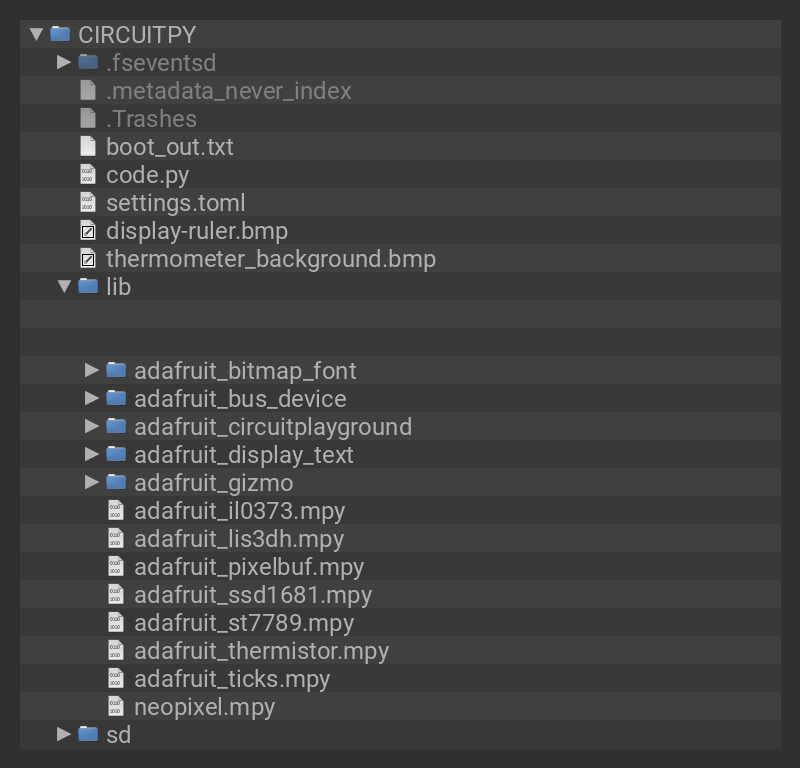 CIRCUITPY
.fseventsd
.metadata_never_index
.Trashes
boot_out.txt
code.py
settings.toml
display-ruler.bmp
thermometer_background.bmp
lib
adafruit_bitmap_font
adafruit_bus_device
adafruit_circuitplayground
adafruit_display_text
adafruit_gizmo
adafruit_il0373.mpy
adafruit_lis3dh.mpy
adafruit_pixelbuf.mpy
adafruit_ssd1681.mpy
adafruit_st7789.mpy
adafruit_thermistor.mpy
adafruit_ticks.mpy
neopixel.mpy
sd